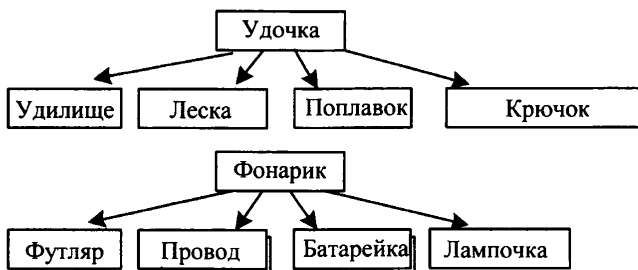 Удочка
Удилище Леска Поплавок Крючок
Фонарик
Футляр Провод Батарейка Лампочка